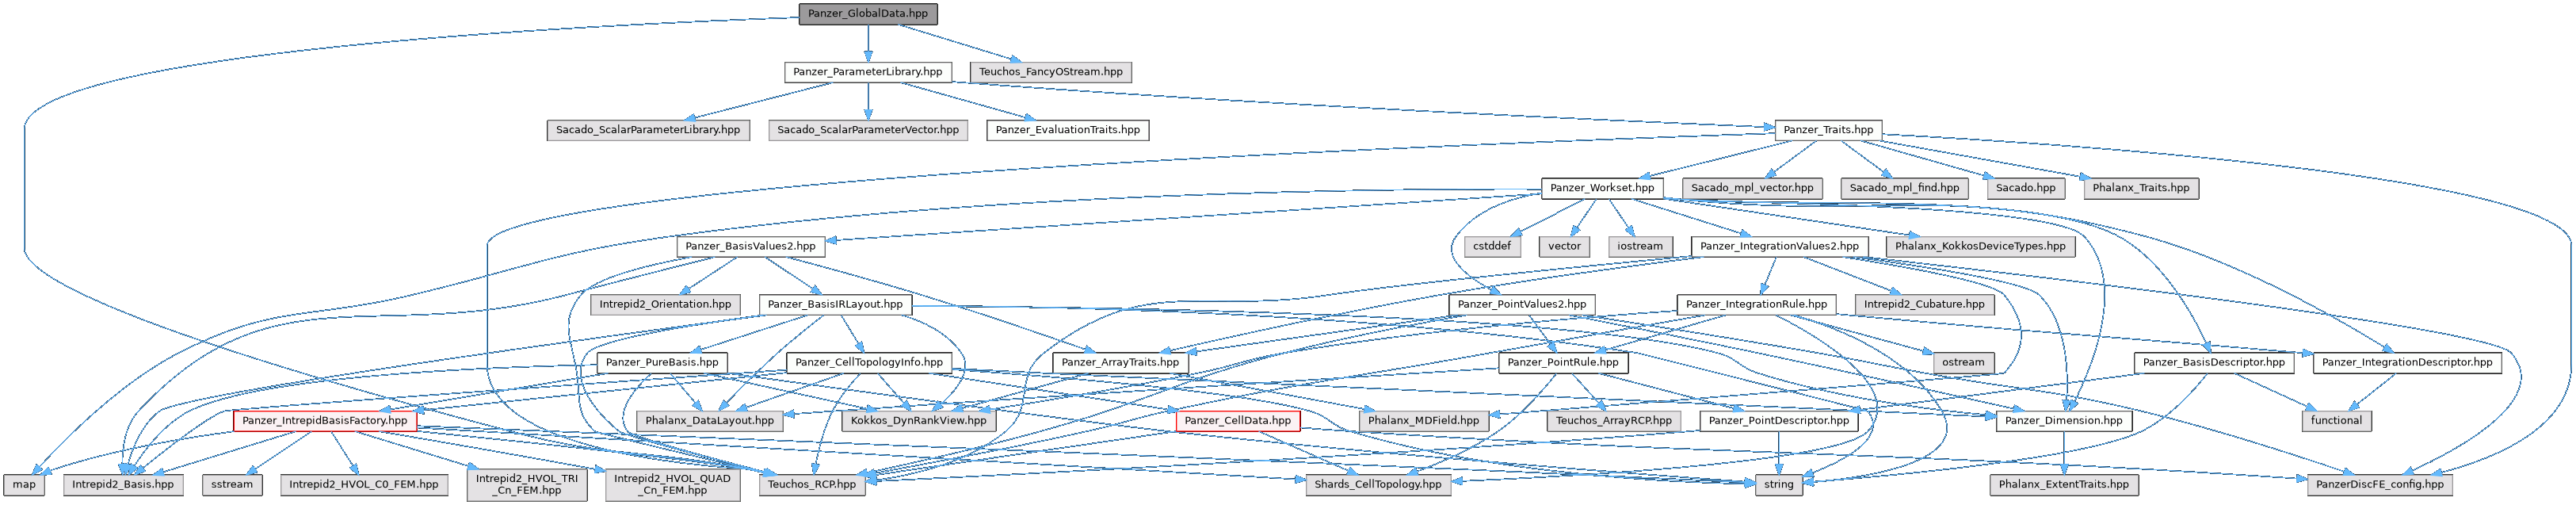 Panzer_GlobalData.hpp
Panzer_ParameterLibrary.hpp
Teuchos_FancyOStream.hpp
Sacado_ScalarParameterLibrary.hpp
Sacado_ScalarParameterVector.hpp
Panzer_EvaluationTraits.hpp
Panzer_Traits.hpp
Panzer_Workset.hpp
Sacado_mpl_vector.hpp
Sacado_mpl_find.hpp
Sacado.hpp
Phalanx_Traits.hpp
Panzer_BasisValues2.hpp
cstddef
vector
iostream
Panzer_IntegrationValues2.hpp
Phalanx_KokkosDeviceTypes.hpp
Intrepid2_Orientation.hpp
Panzer_BasisIRLayout.hpp
Panzer_PointValues2.hpp
Panzer_IntegrationRule.hpp
Intrepid2_Cubature.hpp
Panzer_PureBasis.hpp
Panzer_CellTopologyInfo.hpp
Panzer_ArrayTraits.hpp
Panzer_PointRule.hpp
ostream
Panzer_BasisDescriptor.hpp
Panzer_IntegrationDescriptor.hpp
Panzer_IntrepidBasisFactory.hpp
Phalanx_DataLayout.hpp
Kokkos_DynRankView.hpp
Panzer_CellData.hpp
Phalanx_MDField.hpp
Teuchos_ArrayRCP.hpp
Panzer_PointDescriptor.hpp
Panzer_Dimension.hpp
functional
map
Intrepid2_Basis.hpp
sstream
Intrepid2_HVOL_C0_FEM.hpp
Intrepid2_HVOL_TRI
_Cn_FEM.hpp
Intrepid2_HVOL_QUAD
_Cn_FEM.hpp
Teuchos_RCP.hpp
Shards_CellTopology.hpp
string
Phalanx_ExtentTraits.hpp
PanzerDiscFE_config.hpp